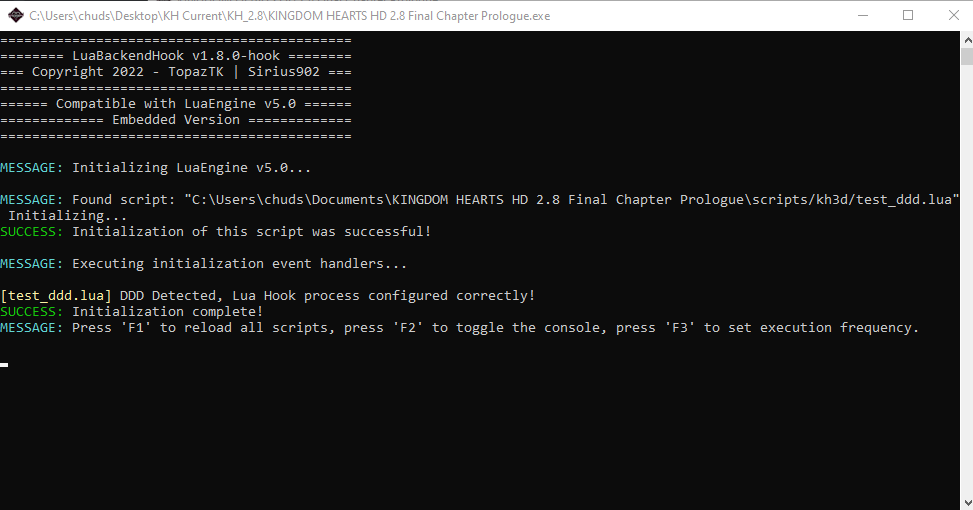 C:\Users\chuds\Desktop\KH Current\KH_2.8\KINGDOM HEARTS HD 2.8 Final Chapter Prologue.exe
============================================
======== LuaBackendHook v1.8.0-hook ========
=== Copyright 2022 - TopazTK | Sirius902 ===
============================================
====== Compatible with LuaEngine v5.0 ======
============= Embedded Version =============
============================================
MESSAGE: Initializing LuaEngine v5.0...
MESSAGE: Found script: "C:\Users\chuds\Documents\KINGDOM HEARTS HD 2.8 Final Chapter Prologue\scripts/kh3d/test_ddd.lua"
Initializing...
SUCCESS: Initialization of this script was successful!
MESSAGE: Executing initialization event handlers...
[test_ddd.lua] DDD Detected, Lua Hook process configured correctly!
SUCCESS: Initialization complete!
MESSAGE: Press 'F1' to reload all scripts, press 'F2' to toggle the console, press 'F3' to set execution frequency.